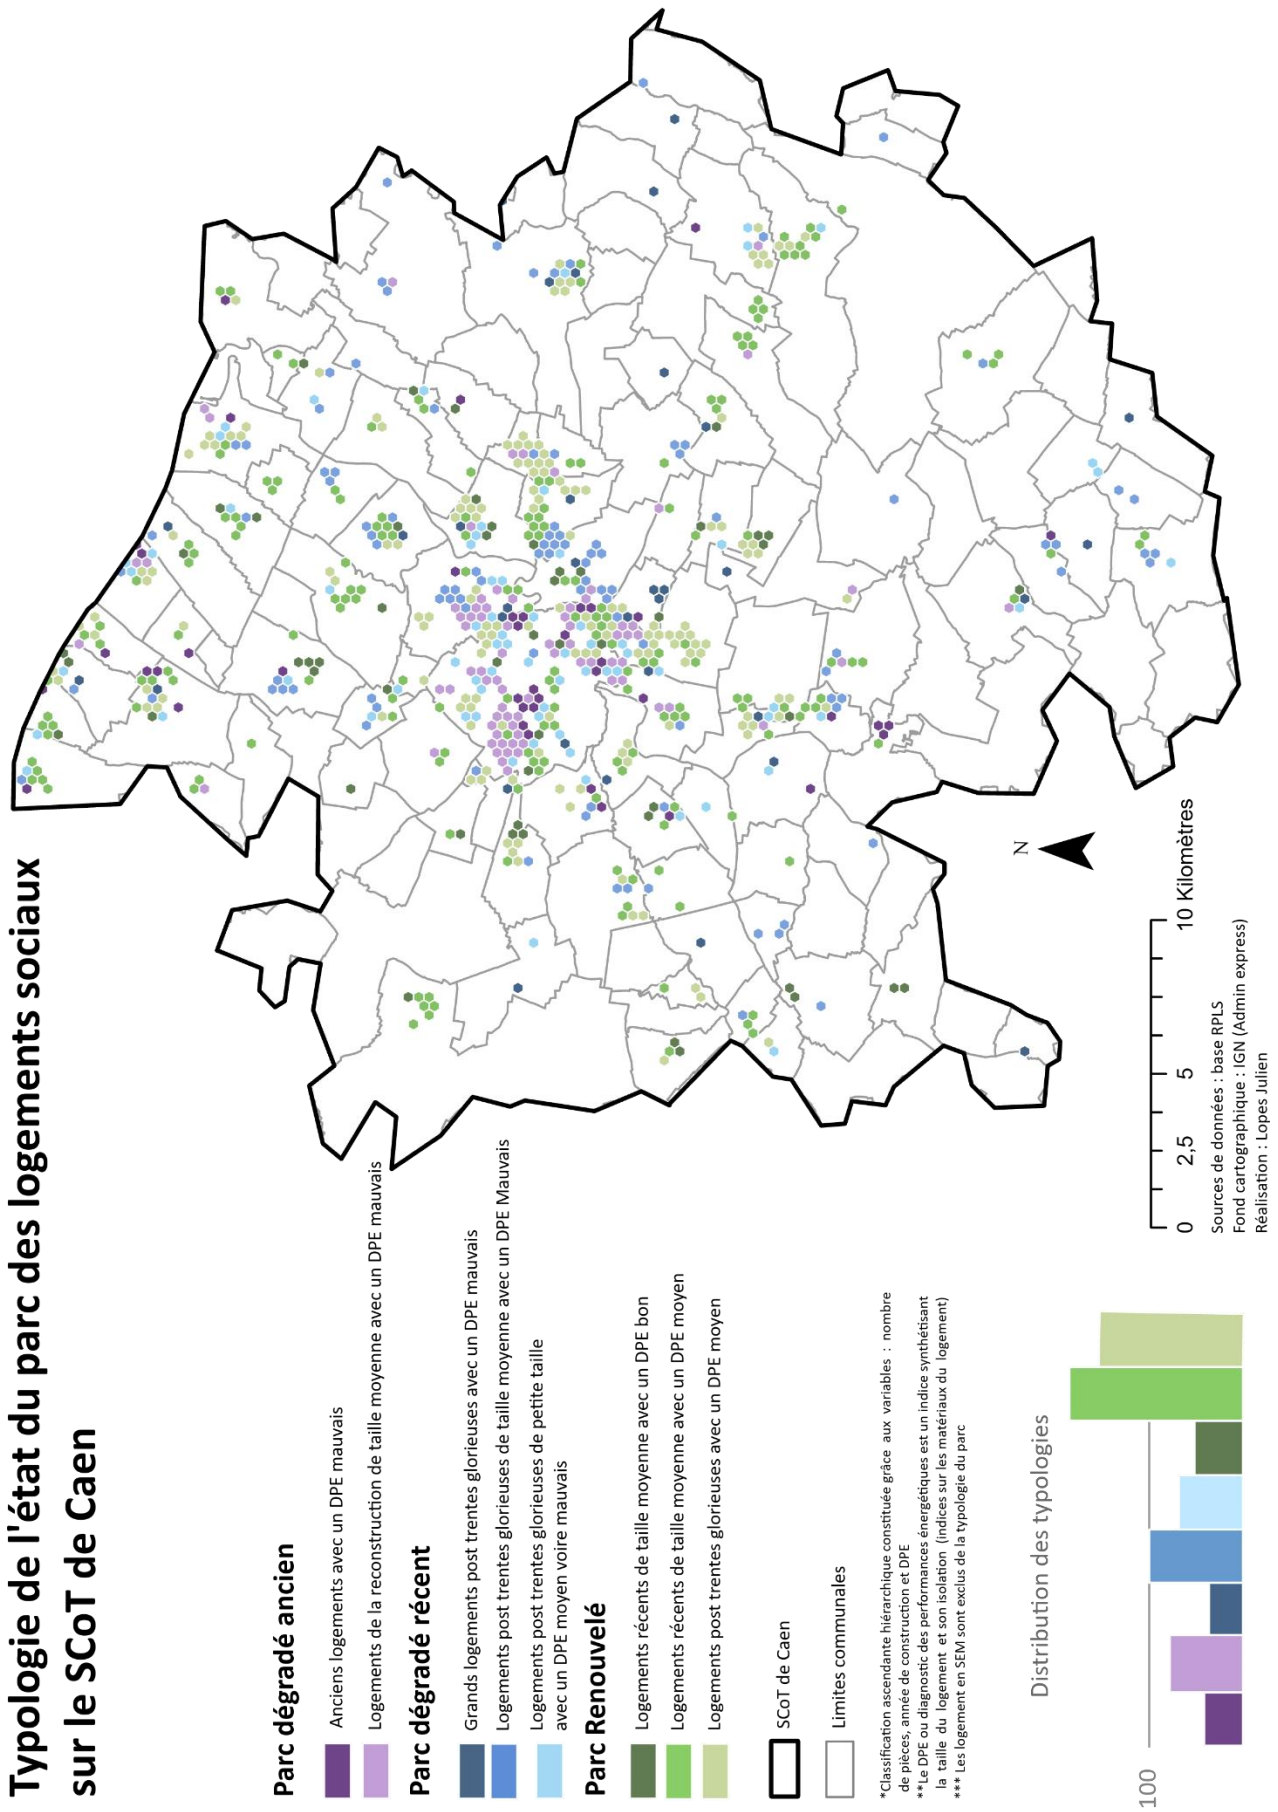 Typologie de l'état du parc des logements sociaux
sur le SCoT de Caen
Parc dégradé ancien
Anciens logements avec un DPE mauvais
Logements de la reconstruction de taille moyenne avec un DPE mauvais
Parc dégradé récent
Grands logements post trentes glorieuses avec un DPE mauvais
Logements post trentes glorieuses de taille moyenne avec un DPE Mauvais
Logements post trentes glorieuses de petite taille
avec un DPE moyen voire mauvais
Parc Renouvelé
Logements récents de taille moyenne avec un DPE bon
Logements récents de taille moyenne avec un DPE moyen
Logements post trentes glorieuses avec un DPE moyen
SCoT de Caen
Limites communales
*Classification ascendante hiérarchique constituée grâce aux variables : nombre
de pièces, année de construction et DPE
**Le DPE ou diagnostic des performances énergétiques est un indice synthétisant
la taille du logement et son isolation (indices sur les matériaux du logement)
*** Les logement en SEM sont exclus de la typologie du parc
Distribution des typologies
100
N
0 2,5 5 10 Kilomètres
Sources de données : base RPLS
Fond cartographique : IGN (Admin express)
Réalisation : Lopes Julien